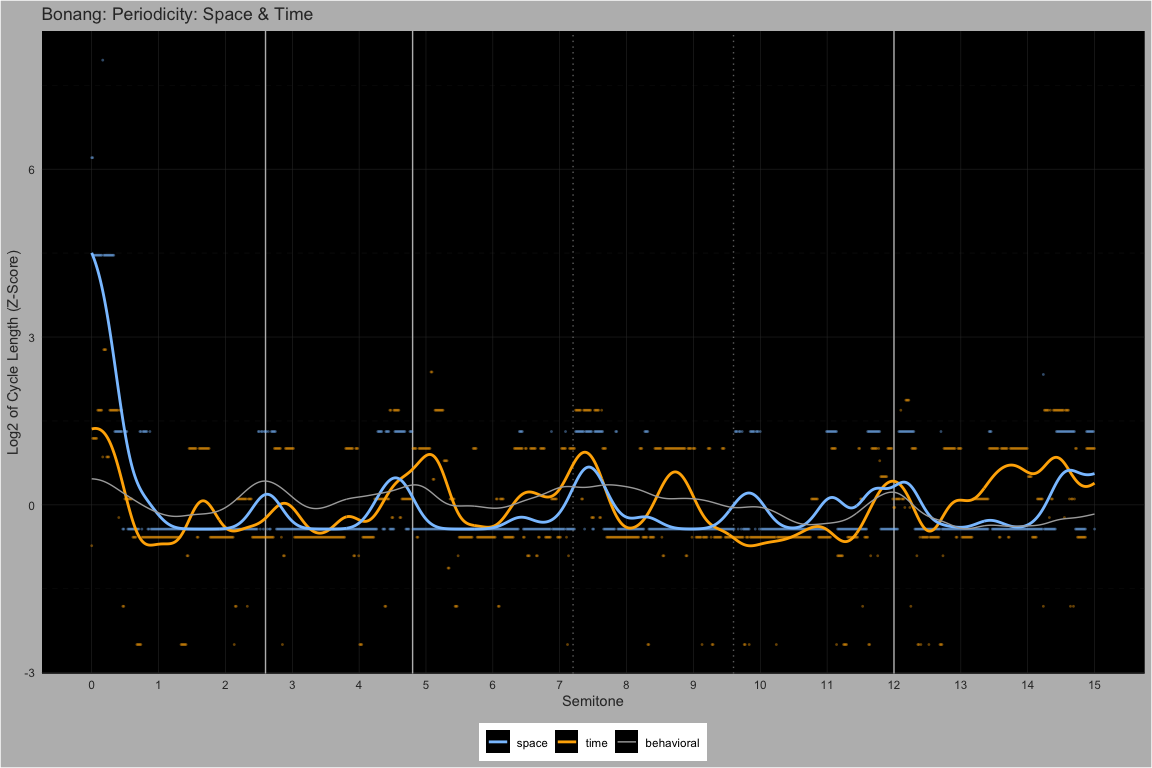 Bonang: Periodicity: Space & Time
Log2 of Cycle Length (Z-Score)
6
3
0
-3
0 1 2 3 4 5 6 7 8 9 10 11 12 13 14 15
Semitone
space time behavioral